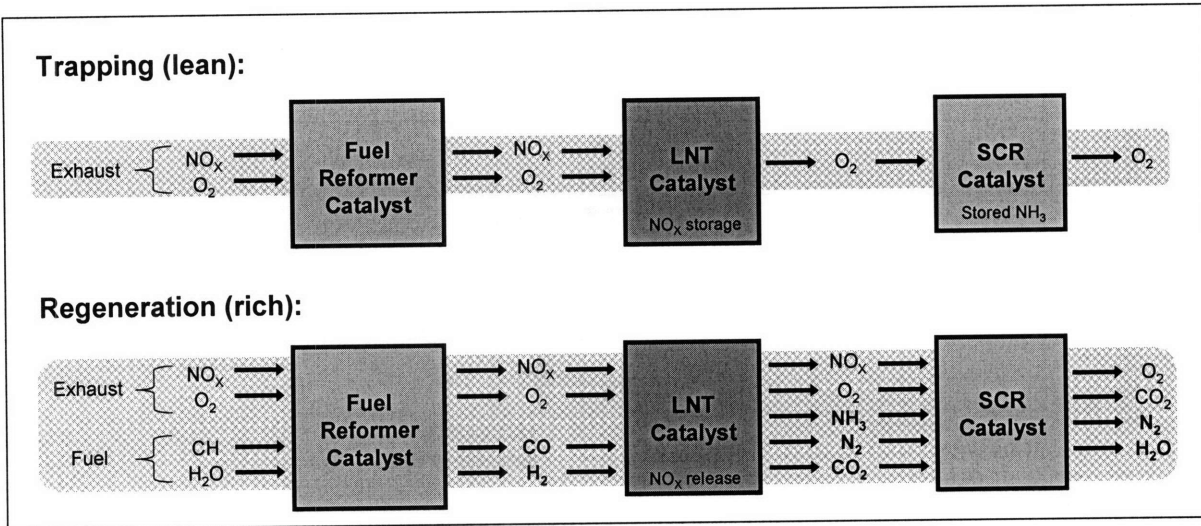 Trapping (lean):
Exhaust
NOX
O2
Fuel
Reformer
Catalyst
NOX
O2
LNT
Catalyst
NOX storage
O2
SCR
Catalyst
Stored NH3
O2
Regeneration (rich):
Exhaust
NOX
O2
Fuel
CH
H2O
Fuel
Reformer
Catalyst
NOX
O2
CO
H2
LNT
Catalyst
NOX release
NOX
O2
NH3
N2
CO2
SCR
Catalyst
O2
CO2
N2
H2O